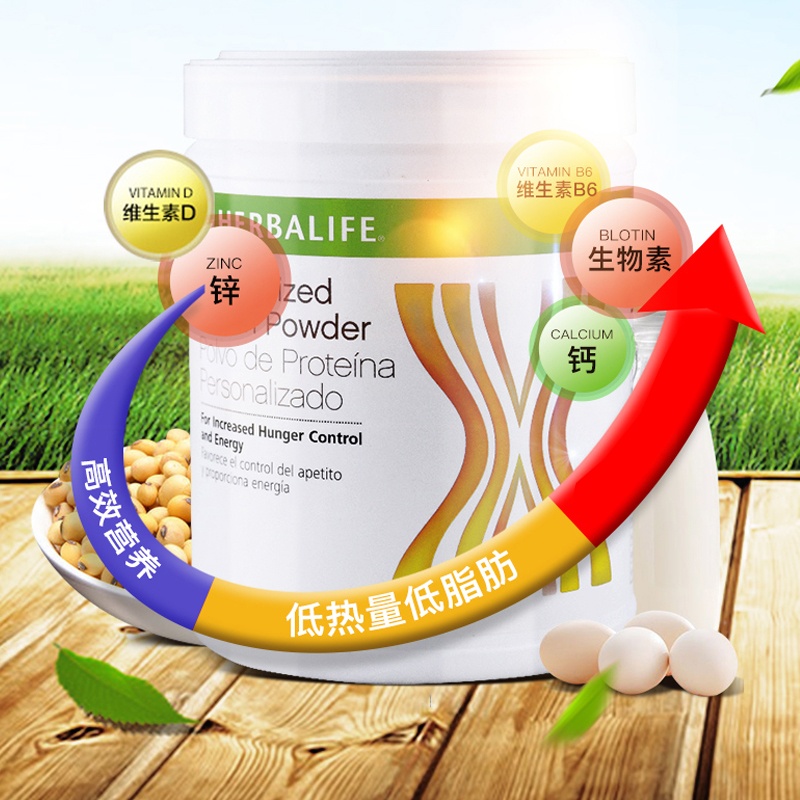 VITAMIN D
维生素D
VITAMIN B6
维生素B6
HERBALIFE
ZINC
锌
BLOTIN
生物素
CALCIUM
钙
Powder
Polvo de Proteína
Personalizado
For Increased Hunger Control
and Energy
Favorece el control del apetito
y proporciona energía
高效营养
低热量低脂肪